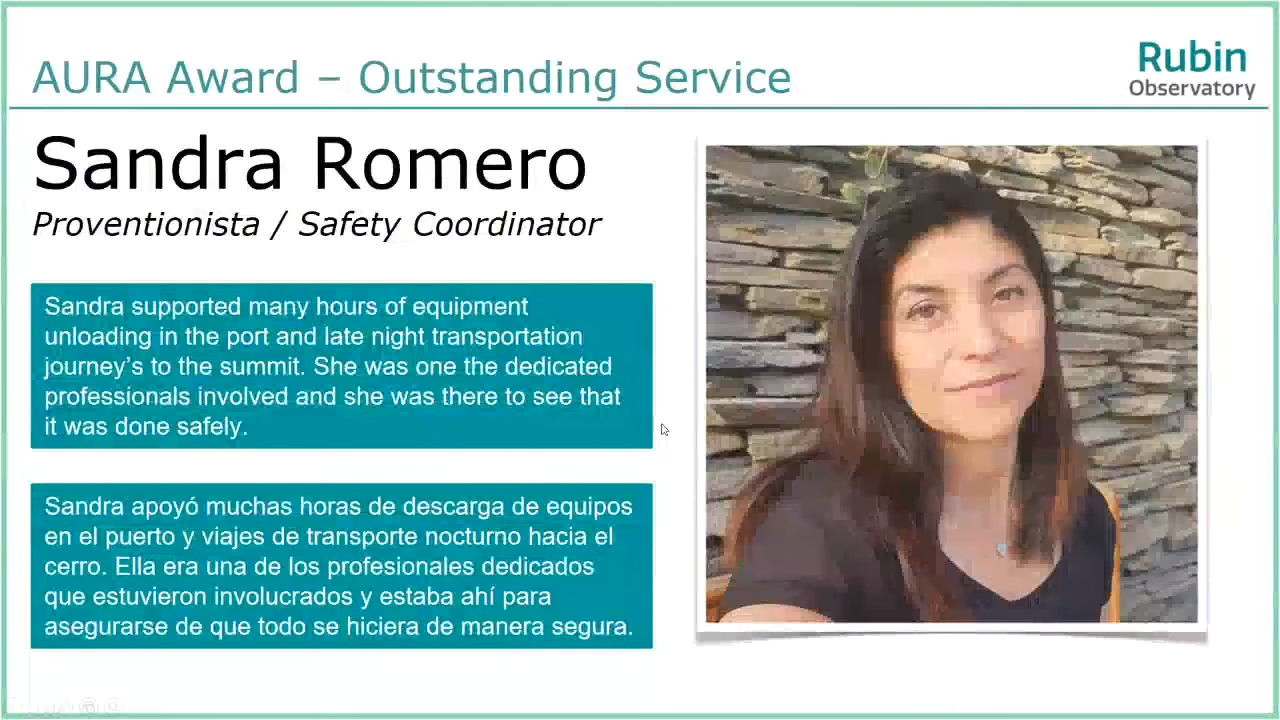 AURA Award – Outstanding Service
Rubin
Observatory
Sandra Romero
Proventionista / Safety Coordinator
Sandra supported many hours of equipment
unloading in the port and late night transportation
journey’s to the summit. She was one the dedicated
professionals involved and she was there to see that
it was done safely.
Sandra apoyó muchas horas de descarga de equipos
en el puerto y viajes de transporte nocturno hacia el
cerro. Ella era una de los profesionales dedicados
que estuvieron involucrados y estaba ahí para
asegurarse de que todo se hiciera de manera segura.